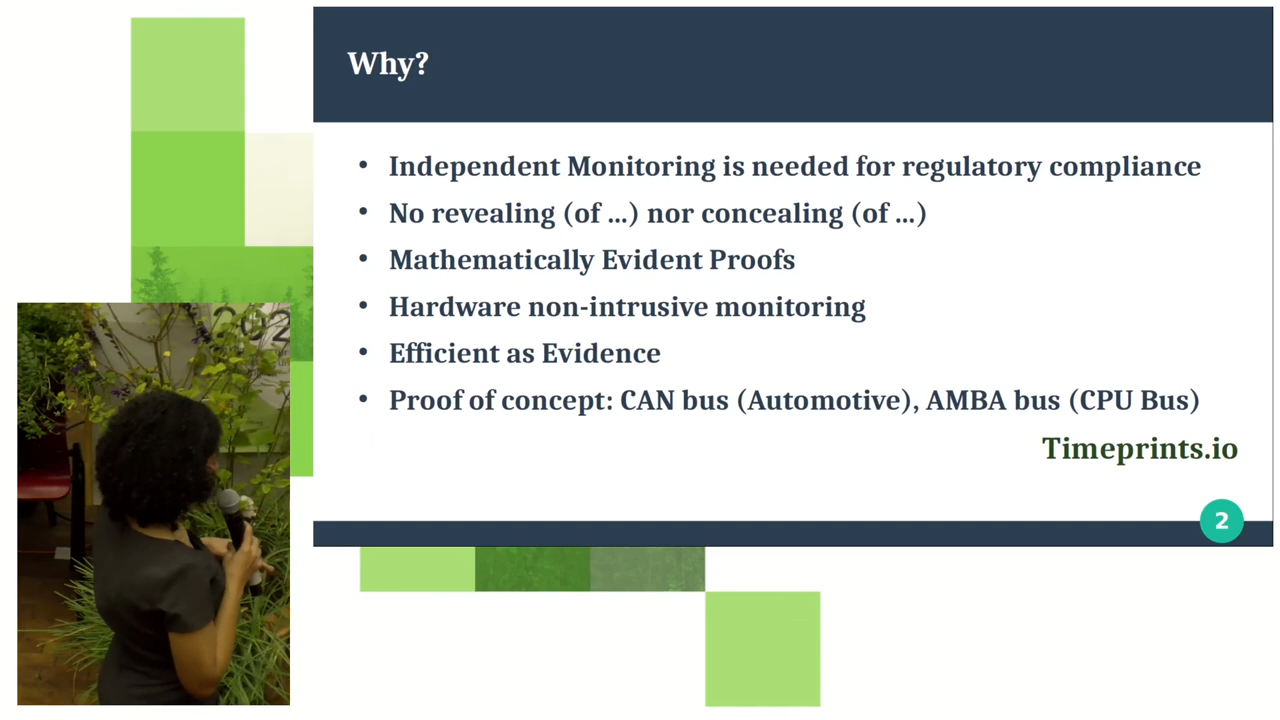 Why?
• Independent Monitoring is needed for regulatory compliance
• No revealing (of ...) nor concealing (of ...)
• Mathematically Evident Proofs
• Hardware non-intrusive monitoring
• Efficient as Evidence
• Proof of concept: CAN bus (Automotive), AMBA bus (CPU Bus)
Timeprints.io
2
202